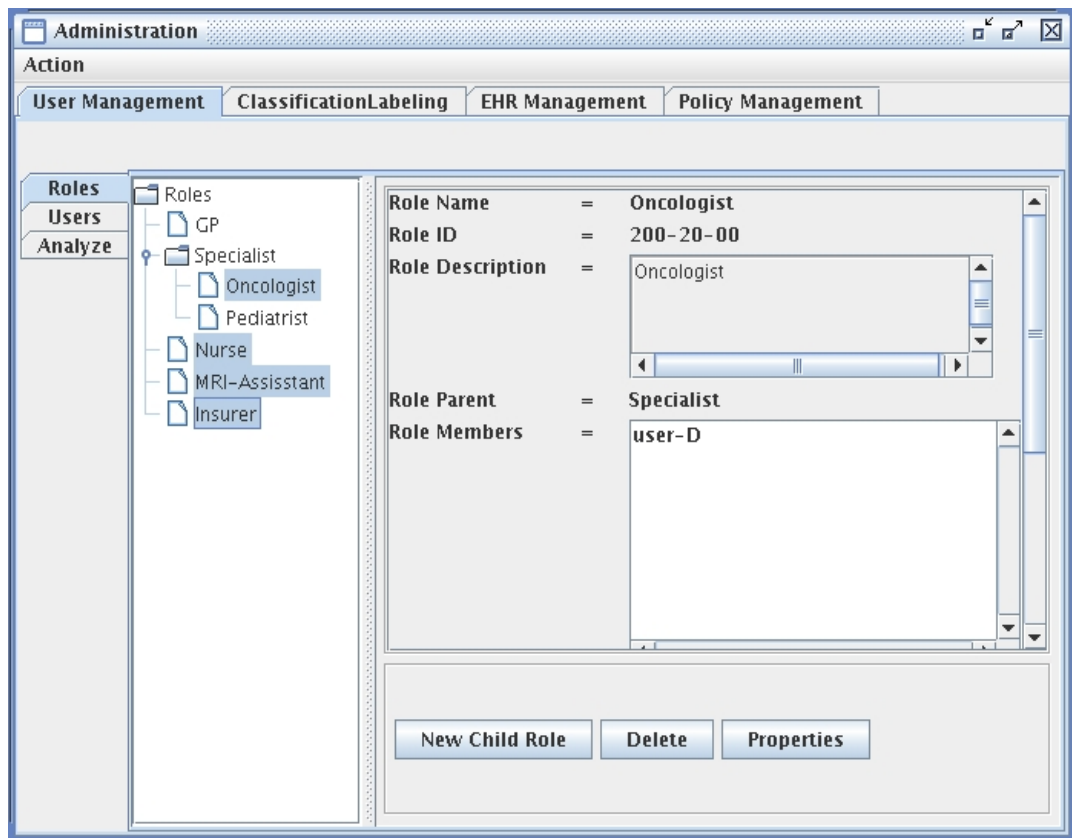 Administration
Action
User Management ClassificationLabeling EHR Management Policy Management
Roles
Users
Analyze
Roles
GP
Specialist
Oncologist
Pediatrist
Nurse
MRI-Assisstant
Insurer
Role Name = Oncologist
Role ID = 200-20-00
Role Description = Oncologist
Role Parent = Specialist
Role Members = user-D
New Child Role Delete Properties